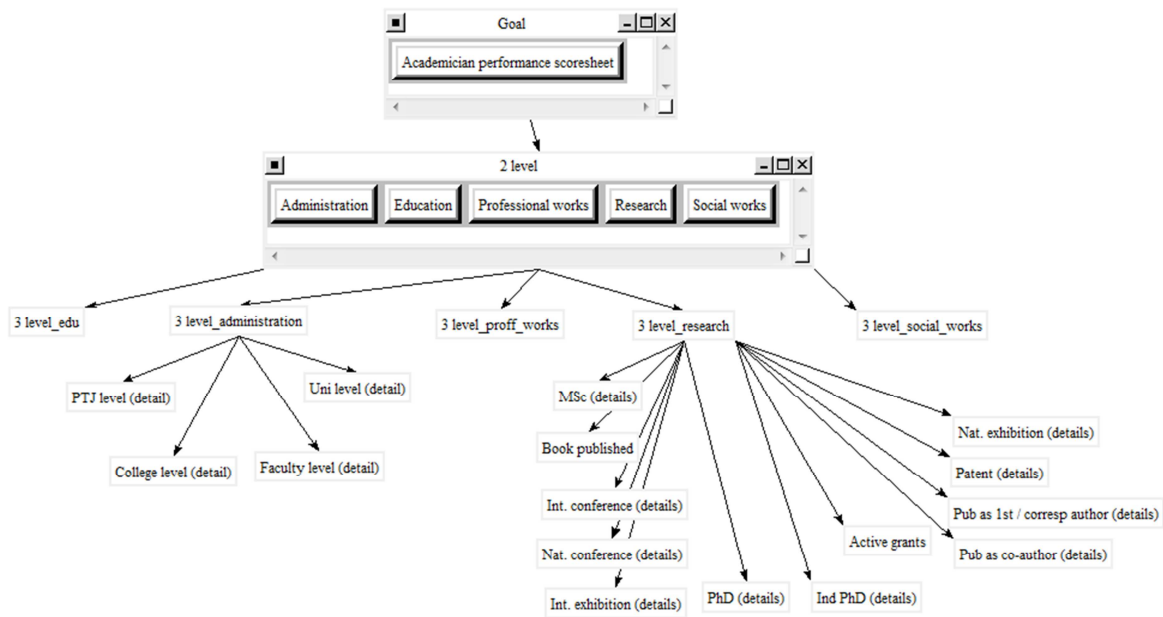 Goal
Academician performance scoresheet
2 level
Administration
Education
Professional works
Research
Social works
3 level_edu
3 level_administration
3 level_proff_works
3 level_research
3 level_social_works
PTJ level (detail)
Uni level (detail)
College level (detail)
Faculty level (detail)
MSc (details)
Book published
Int. conference (details)
Nat. conference (details)
Int. exhibition (details)
PhD (details)
Ind PhD (details)
Active grants
Nat. exhibition (details)
Patent (details)
Pub as 1st / corresp author (details)
Pub as co-author (details)